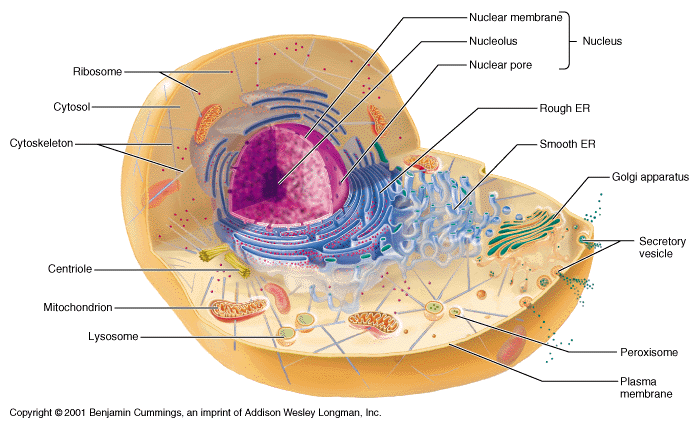 Nuclear membrane
Nucleolus
Nucleus
Nuclear pore
Ribosome
Cytosol
Cytoskeleton
Rough ER
Smooth ER
Golgi apparatus
Secretory
vesicle
Centriole
Mitochondrion
Lysosome
Peroxisome
Plasma
membrane
Copyright © 2001 Benjamin Cummings, an imprint of Addison Wesley Longman, Inc.